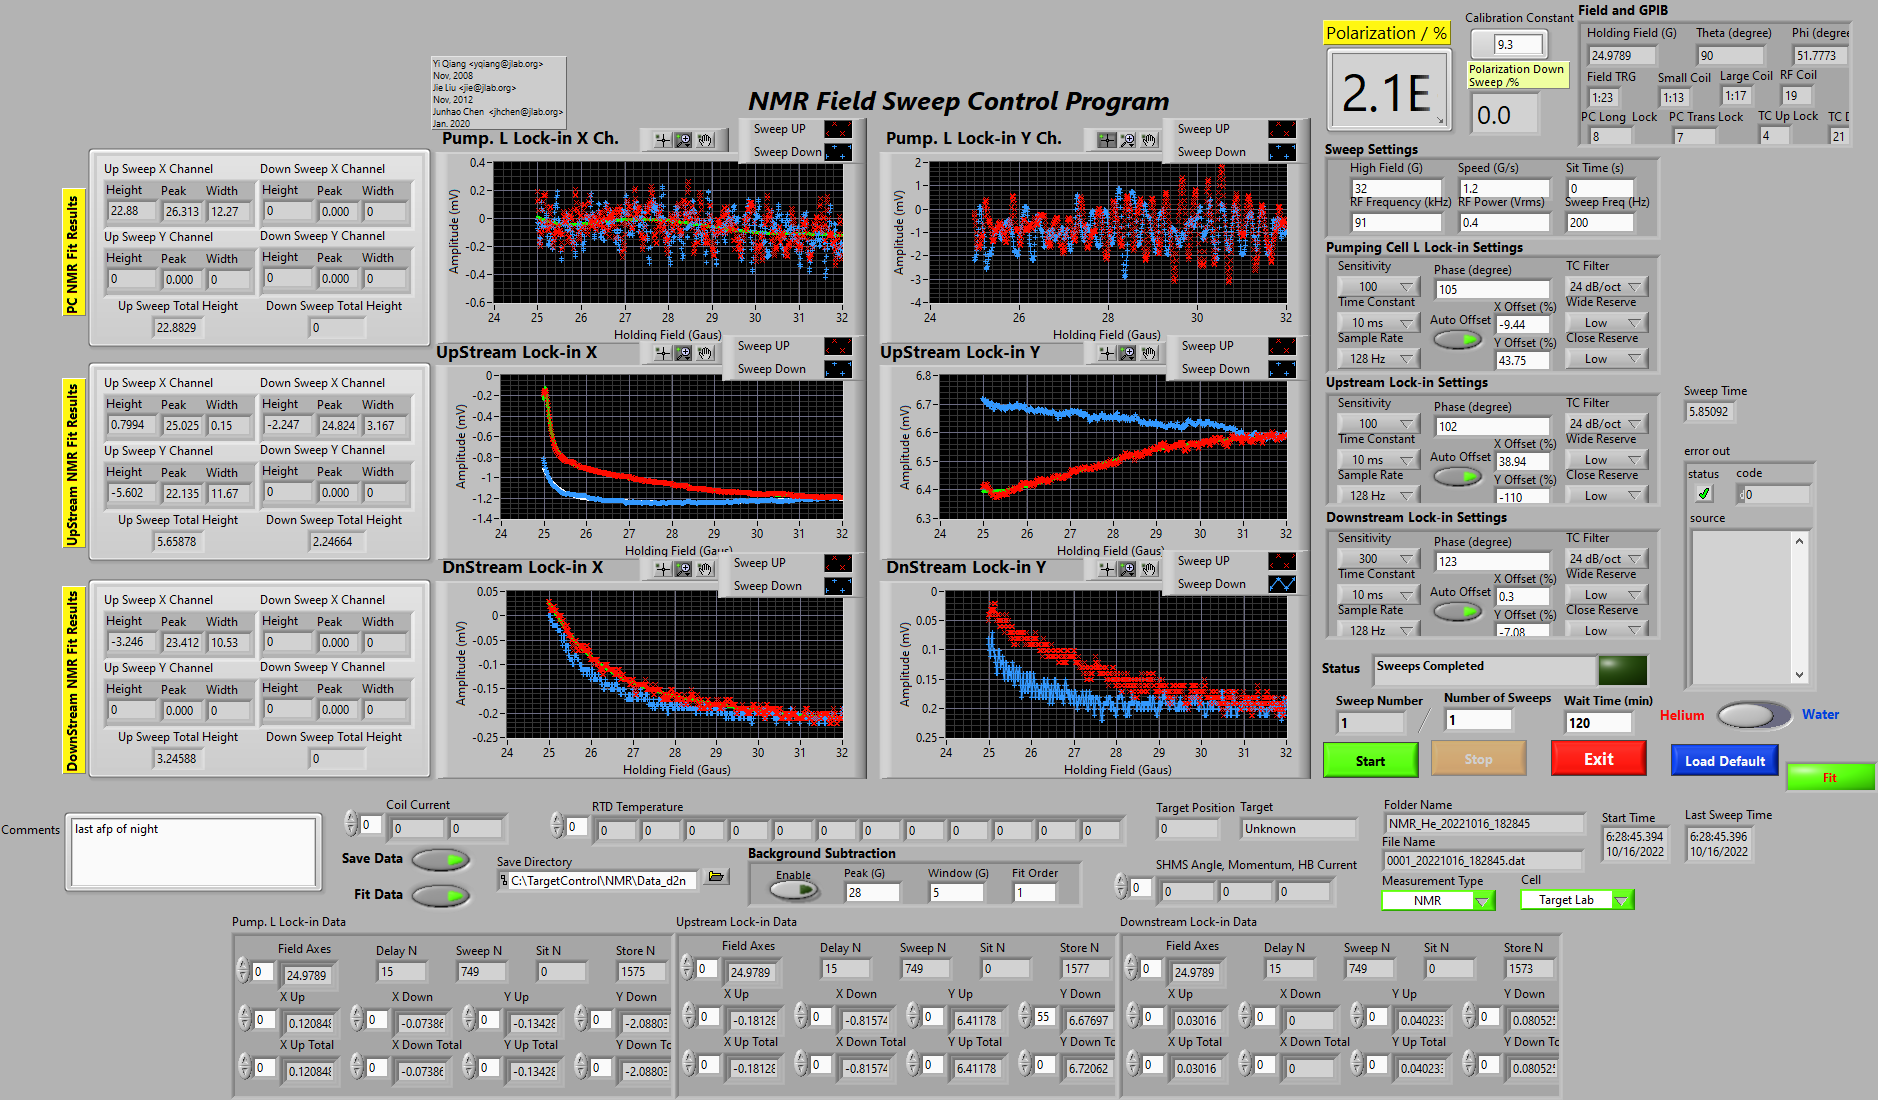 Yi Qiang <yqiang@jlab.org>
Nov, 2008
Jie Liu <jie@jlab.org>
Nov, 2012
Junhao Chen <jhchen@jlab.org>
Jan. 2020
NMR Field Sweep Control Program
Polarization / %
2.1E
Calibration Constant
9.3
Polarization Down
Sweep /%
0.0
Field and GPIB
Holding Field (G) Theta (degree) Phi (degree
24.9789 90 51.7773
Field TRG Small Coil Large Coil RF Coil
1:23 1:13 1:17 19
PC Long Lock PC Trans Lock TC Up Lock TC D
8 7 4 21
PC NMR Fit Results
Up Sweep X Channel Down Sweep X Channel
Height Peak Width Height Peak Width
22.88 26.313 12.27 0 0.000 0
Up Sweep Y Channel Down Sweep Y Channel
Height Peak Width Height Peak Width
0 0.000 0 0 0.000 0
Up Sweep Total Height Down Sweep Total Height
22.8829 0
UpStream NMR Fit Results
Up Sweep X Channel Down Sweep X Channel
Height Peak Width Height Peak Width
0.7994 25.025 0.15 -2.247 24.824 3.167
Up Sweep Y Channel Down Sweep Y Channel
Height Peak Width Height Peak Width
-5.602 22.135 11.67 0 0.000 0
Up Sweep Total Height Down Sweep Total Height
5.65878 2.24664
DownStream NMR Fit Results
Up Sweep X Channel Down Sweep X Channel
Height Peak Width Height Peak Width
-3.246 23.412 10.53 0 0.000 0
Up Sweep Y Channel Down Sweep Y Channel
Height Peak Width Height Peak Width
0 0.000 0 0 0.000 0
Up Sweep Total Height Down Sweep Total Height
3.24588 0
Pump. L Lock-in X Ch.
Sweep UP
Sweep Down
Amplitude (mV)
0.4
0.2
0
-0.2
-0.4
-0.6
24 25 26 27 28 29 30 31 32
Holding Field (Gaus)
Pump. L Lock-in Y Ch.
Sweep UP
Sweep Down
Amplitude (mV)
2
1
0
-1
-2
-3
-4
24 26 28 30 32
Holding Field (Gaus)
UpStream Lock-in X
Sweep UP
Sweep Down
Amplitude (mV)
0
-0.2
-0.4
-0.6
-0.8
-1
-1.2
-1.4
24 25 26 27 28 29 30 31 32
Holding Field (Gaus)
UpStream Lock-in Y
Sweep UP
Sweep Down
Amplitude (mV)
6.8
6.7
6.6
6.5
6.4
6.3
24 25 26 27 28 29 30 31 32
Holding Field (Gaus)
DnStream Lock-in X
Sweep UP
Sweep Down
Amplitude (mV)
0.05
0
-0.05
-0.1
-0.15
-0.2
-0.25
24 25 26 27 28 29 30 31 32
Holding Field (Gaus)
DnStream Lock-in Y
Sweep UP
Sweep Down
Amplitude (mV)
0
0.05
0.1
0.15
0.2
0.25
24 25 26 27 28 29 30 31 32
Holding Field (Gaus)
Sweep Settings
High Field (G) Speed (G/s) Sit Time (s)
32 1.2 0
RF Frequency (kHz) RF Power (Vrms) Sweep Freq (Hz)
91 0.4 200
Pumping Cell L Lock-in Settings
Sensitivity Phase (degree) TC Filter
100 105 24 dB/oct
Time Constant X Offset (%) Wide Reserve
10 ms Auto Offset -9.44 Low
Sample Rate Y Offset (%) Close Reserve
128 Hz 43.75 Low
Upstream Lock-in Settings
Sensitivity Phase (degree) TC Filter
100 102 24 dB/oct
Time Constant X Offset (%) Wide Reserve
10 ms Auto Offset 38.94 Low
Sample Rate Y Offset (%) Close Reserve
128 Hz -110 Low
Downstream Lock-in Settings
Sensitivity Phase (degree) TC Filter
300 123 24 dB/oct
Time Constant X Offset (%) Wide Reserve
10 ms Auto Offset 0.3 Low
Sample Rate Y Offset (%) Close Reserve
128 Hz -7.08 Low
Sweep Time
5.85092
error out
status code
0
source
Status Sweeps Completed
Sweep Number Number of Sweeps Wait Time (min)
1 / 1 120
Helium Water
Start Stop Exit Load Default Fit
Comments last afp of night
Coil Current
0 0 0
Save Data
Fit Data
RTD Temperature
0 0 0 0 0 0 0 0 0 0 0 0 0
Save Directory
C:\TargetControl\NMR\Data_d2n
Background Subtraction
Enable Peak (G) Window (G) Fit Order
28 5 1
Target Position Target
0 Unknown
SHMS Angle, Momentum, HB Current
0 0 0 0
Folder Name
NMR_He_20221016_182845
File Name
0001_20221016_182845.dat
Measurement Type Cell
NMR Target Lab
Start Time Last Sweep Time
6:28:45.394 6:28:45.396
10/16/2022 10/16/2022
Pump. L Lock-in Data
Field Axes Delay N Sweep N Sit N Store N
0 24.9789 15 749 0 1575
X Up X Down Y Up Y Down
0 0.120848 0 -0.07386 0 -0.13428 0 -2.08803
X Up Total X Down Total Y Up Total Y Down To
0 0.120848 0 -0.07386 0 -0.13428 0 -2.08803
Upstream Lock-in Data
Field Axes Delay N Sweep N Sit N Store N
0 24.9789 15 749 0 1577
X Up X Down Y Up Y Down
0 -0.18128 0 -0.81574 0 6.41178 55 6.67697
X Up Total X Down Total Y Up Total Y Down To
0 -0.18128 0 -0.81574 0 6.41178 0 6.72062
Downstream Lock-in Data
Field Axes Delay N Sweep N Sit N Store N
0 24.9789 15 749 0 1573
X Up X Down Y Up Y Down
0 0.03016 0 0 0 0.040233 0 0.080525
X Up Total X Down Total Y Up Total Y Down To
0 0.03016 0 0 0 0.040233 0 0.080525